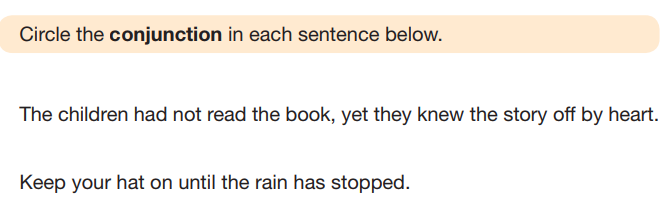 Circle the conjunction in each sentence below.
The children had not read the book, yet they knew the story off by heart.
Keep your hat on until the rain has stopped.